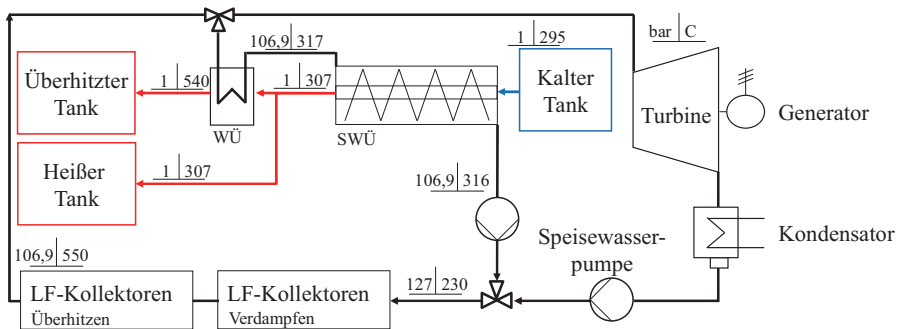 106,9 317
1 295
bar C
Überhitzter
Tank
1 540
1 307
Kalter
Tank
WÜ
SWÜ
Turbine
Generator
Heißer
Tank
1 307
106,9 316
Speisewasser-
pumpe
Kondensator
106,9 550
LF-Kollektoren
Überhitzen
LF-Kollektoren
Verdampfen
127 230